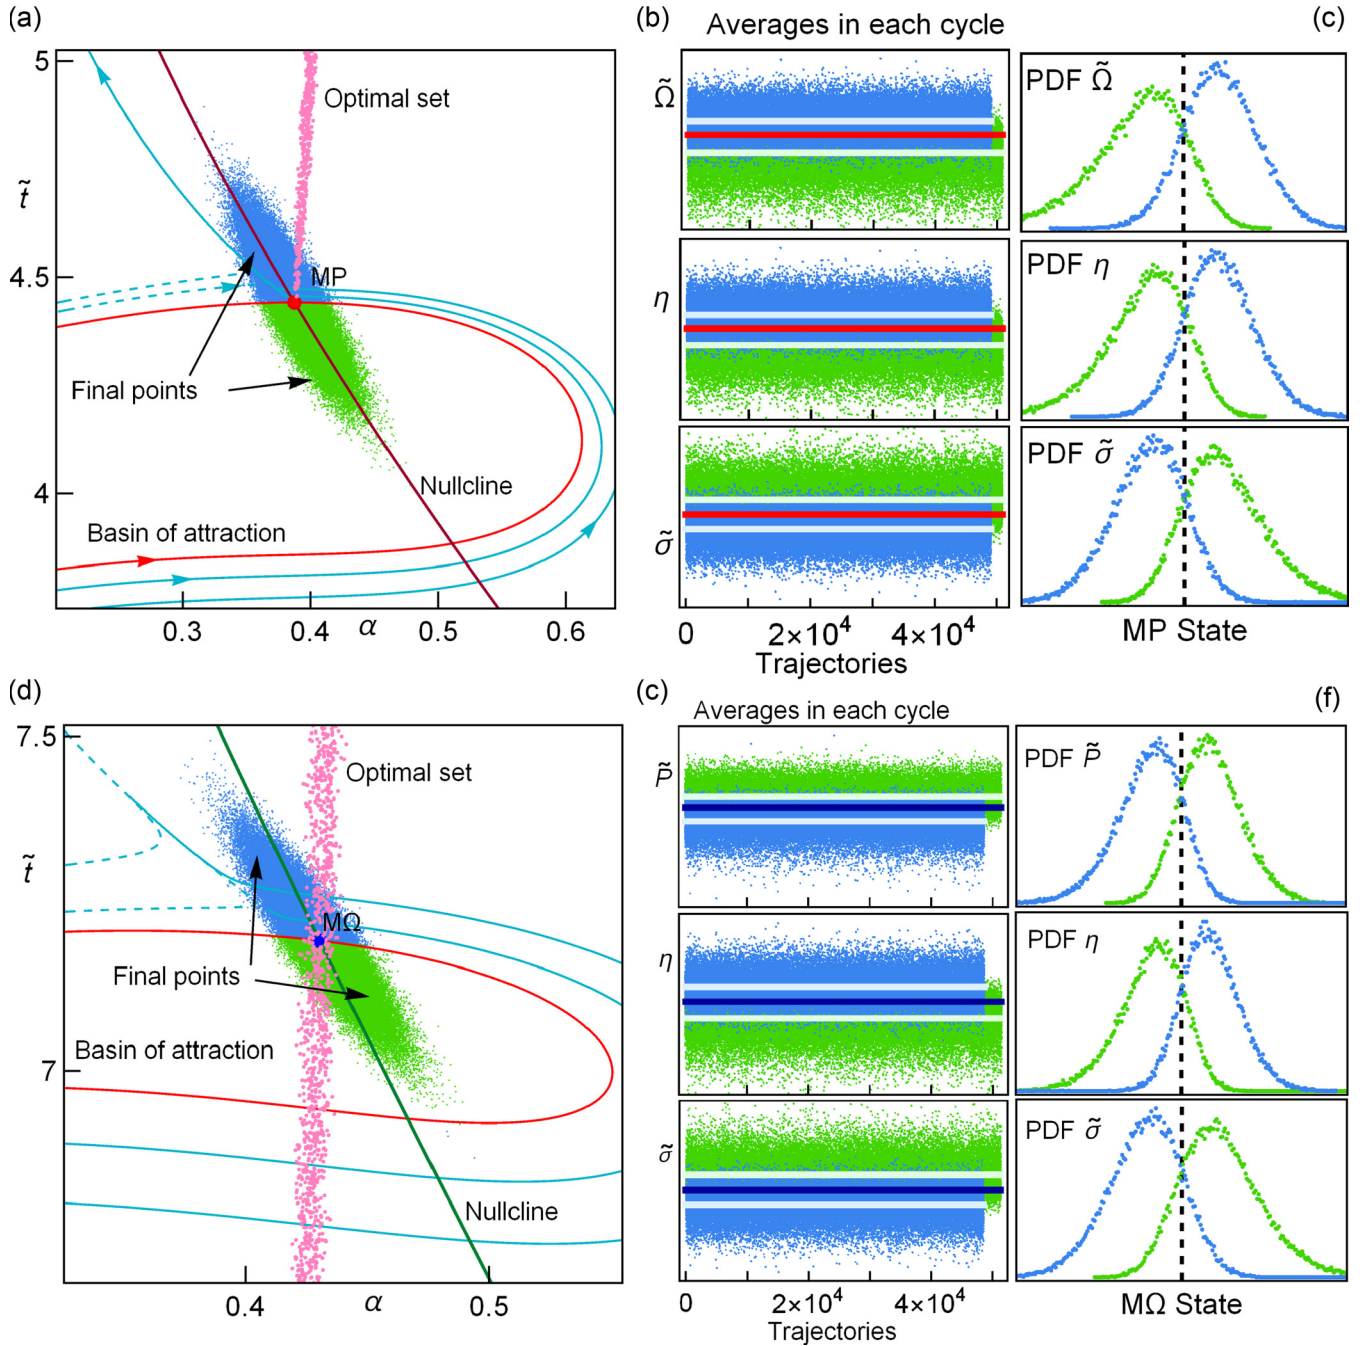 (a)
5
Optimal set
t̃
4.5
MP
Final points
4
Nullcline
Basin of attraction
0.3
0.4
α
0.5
0.6
(b)
Averages in each cycle
(c)
Ω̃
PDF Ω̃
η
PDF η
σ̃
PDF σ̃
0
2×10⁴
4×10⁴
Trajectories
MP State
(d)
7.5
Optimal set
t̃
MΩ
Final points
Basin of attraction
7
Nullcline
0.4
α
0.5
(c)
Averages in each cycle
(f)
P̃
PDF P̃
η
PDF η
σ̃
PDF σ̃
0
2×10⁴
4×10⁴
Trajectories
MΩ State